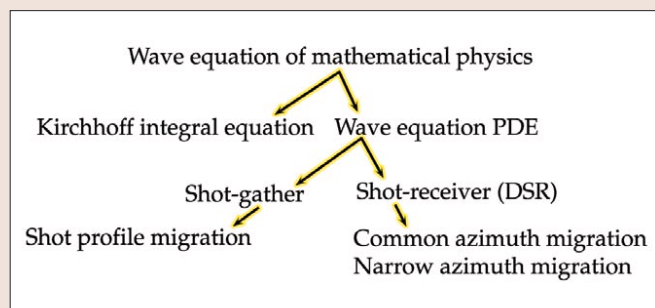 Wave equation of mathematical physics
Kirchhoff integral equation Wave equation PDE
Shot-gather Shot-receiver (DSR)
Shot profile migration Common azimuth migration
Narrow azimuth migration